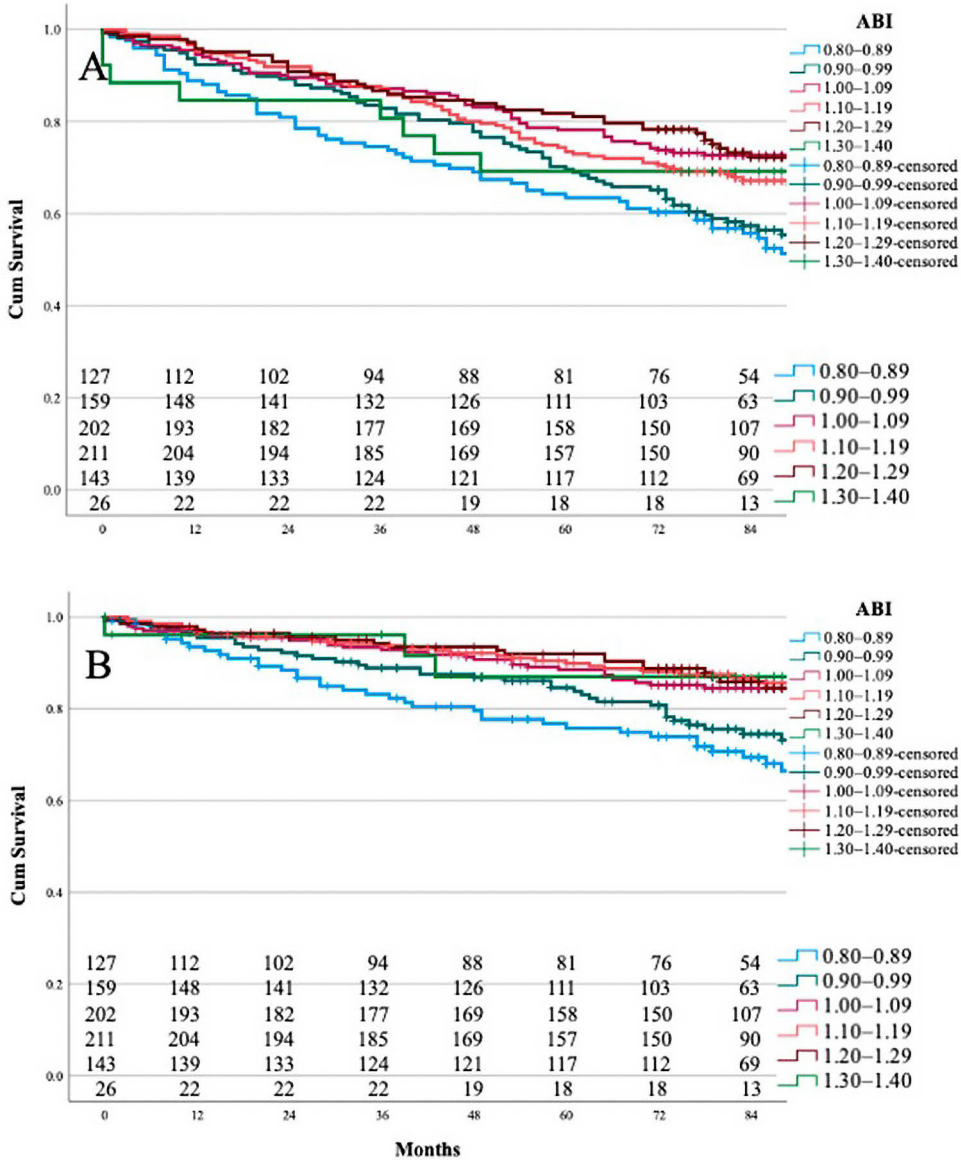 ABI
1.0
A
0.80–0.89
0.90–0.99
1.00–1.09
1.10–1.19
1.20–1.29
1.30–1.40
0.80–0.89-censored
0.90–0.99-censored
1.00–1.09-censored
1.10–1.19-censored
1.20–1.29-censored
1.30–1.40-censored
0.8
0.6
0.4
0.2
0.0
Cum Survival
127 112 102 94 88 81 76 54 0.80–0.89
159 148 141 132 126 111 103 63 0.90–0.99
202 193 182 177 169 158 150 107 1.00–1.09
211 204 194 185 169 157 150 90 1.10–1.19
143 139 133 124 121 117 112 69 1.20–1.29
26 22 22 22 19 18 18 13 1.30–1.40
0 12 24 36 48 60 72 84
ABI
1.0
B
0.80–0.89
0.90–0.99
1.00–1.09
1.10–1.19
1.20–1.29
1.30–1.40
0.80–0.89-censored
0.90–0.99-censored
1.00–1.09-censored
1.10–1.19-censored
1.20–1.29-censored
1.30–1.40-censored
0.8
0.6
0.4
0.2
0.0
Cum Survival
127 112 102 94 88 81 76 54 0.80–0.89
159 148 141 132 126 111 103 63 0.90–0.99
202 193 182 177 169 158 150 107 1.00–1.09
211 204 194 185 169 157 150 90 1.10–1.19
143 139 133 124 121 117 112 69 1.20–1.29
26 22 22 22 19 18 18 13 1.30–1.40
0 12 24 36 48 60 72 84
Months